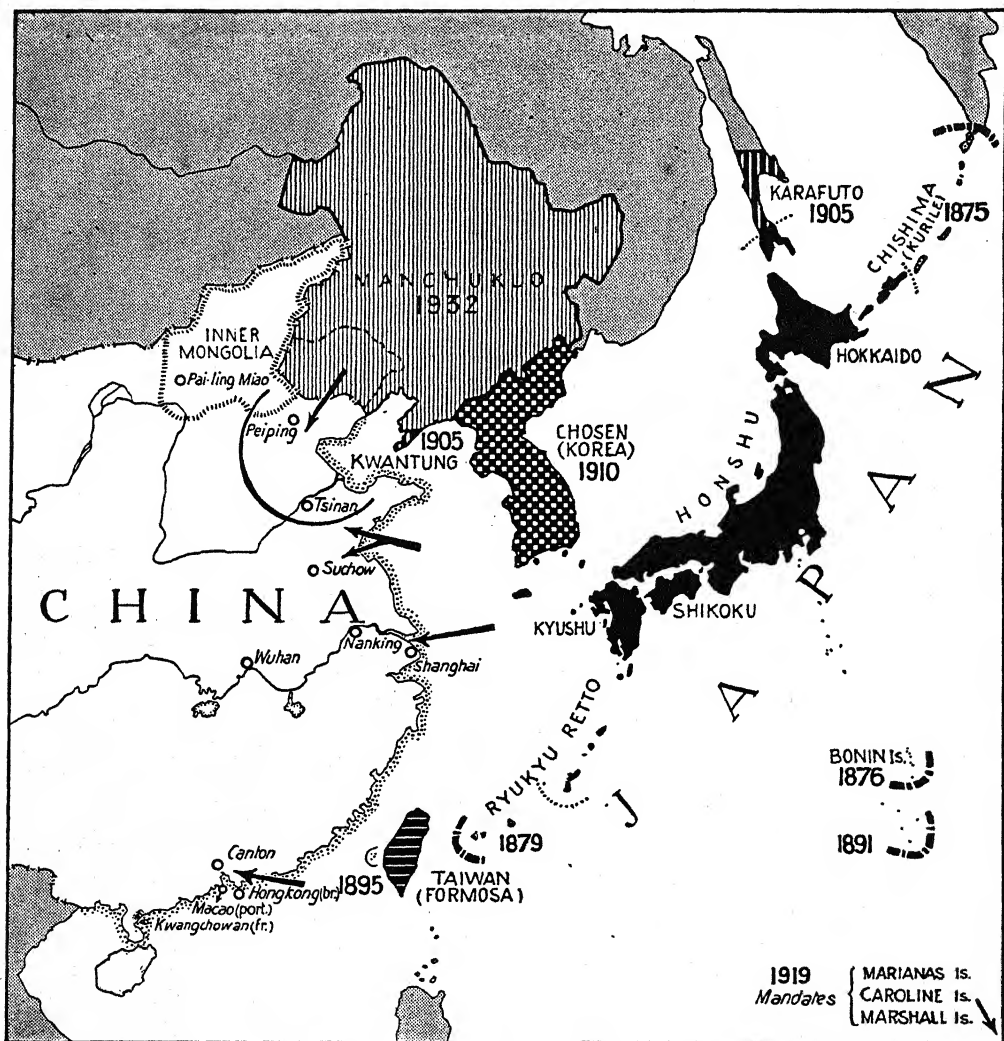 KARAFUTO
1905
CHISHIMA
(KURILE)
1875
MANCHUKUO
1932
INNER
MONGOLIA
Pai-ling Miao
HOKKAIDO
Peiping
1905
KWANTUNG
CHOSEN
(KOREA)
1910
HONSHU
Tsinan
Suchow
CHINA
JAPAN
SHIKOKU
KYUSHU
Nanking
Shanghai
Wuhan
RYUKYU RETTO
BONIN Is.
1876
1879
1891
Canton
1895
TAIWAN
(FORMOSA)
Hongkong (br.)
Macao (port.)
Kwangchowan (fr.)
1919
Mandates
MARIANAS Is.
CAROLINE Is.
MARSHALL Is.